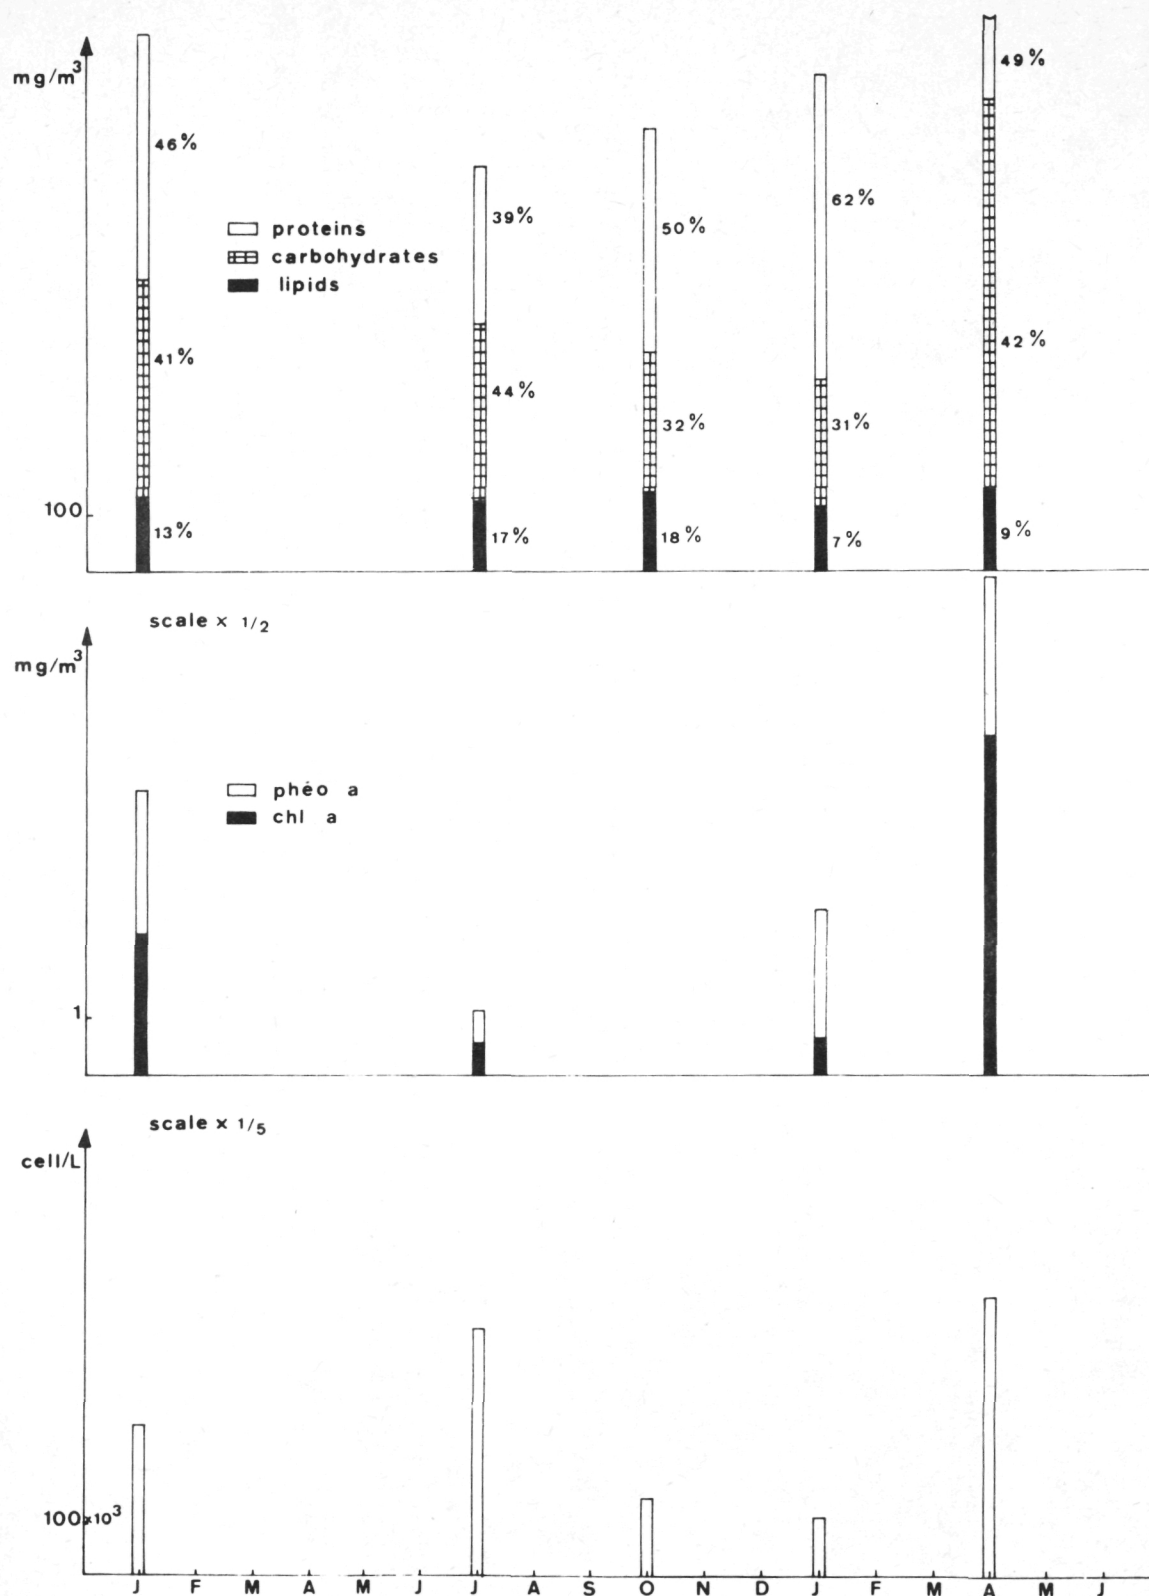 mg/m³
49%
46%
62%
39%
50%
proteins
carbohydrates
lipids
42%
41%
44%
32%
31%
100
13%
17%
18%
7%
9%
scale × 1/2
mg/m³
phéo a
chl a
1
scale × 1/5
cell/L
100×10³
J F M A M J J A S O N D J F M A M J